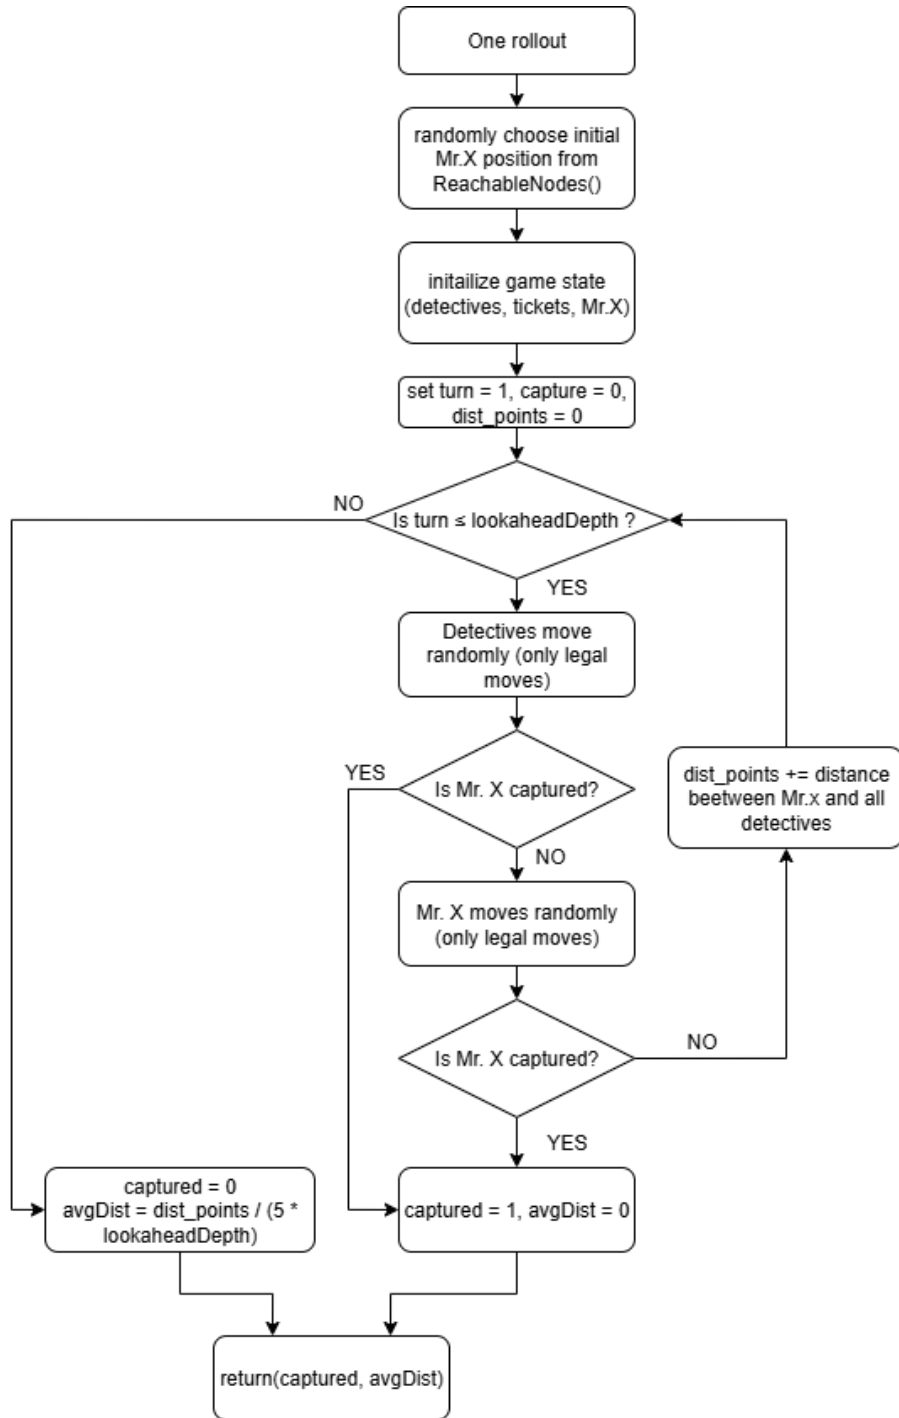 One rollout
randomly choose initial
Mr.X position from
ReachableNodes()
initailize game state
(detectives, tickets, Mr.X)
set turn = 1, capture = 0,
dist_points = 0
NO
Is turn ≤ lookaheadDepth ?
YES
Detectives move
randomly (only legal
moves)
YES
Is Mr. X captured?
dist_points += distance
beetween Mr.x and all
detectives
NO
Mr. X moves randomly
(only legal moves)
Is Mr. X captured?
NO
YES
captured = 0
avgDist = dist_points / (5 *
lookaheadDepth)
captured = 1, avgDist = 0
return(captured, avgDist)